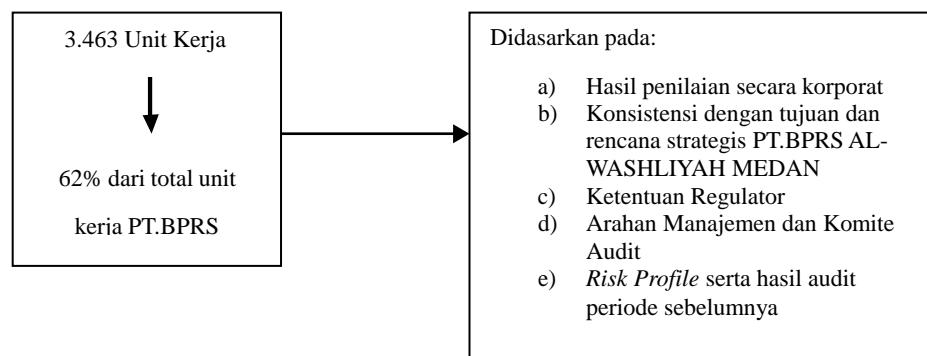 3.463 Unit Kerja
62% dari total unit
kerja PT.BPRS
Didasarkan pada:
a) Hasil penilaian secara korporat
b) Konsistensi dengan tujuan dan
rencana strategis PT.BPRS AL-
WASHLIYAH MEDAN
c) Ketentuan Regulator
d) Arahan Manajemen dan Komite
Audit
e) Risk Profile serta hasil audit
periode sebelumnya